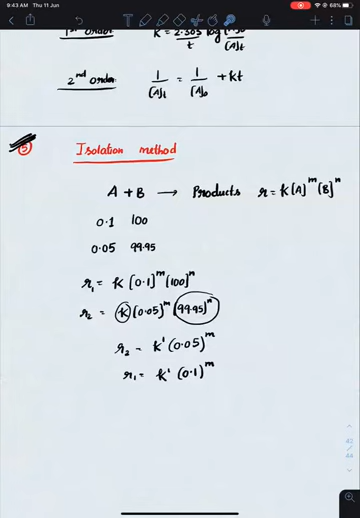 9:43 AM Thu 11 Jun
68%
1st order K = 2.303/t log [A]0/[A]t
2nd order 1/[A]t = 1/[A]0 + Kt
5 Isolation method
A + B → Products r = K[A]^m [B]^n
0.1 100
0.05 99.95
r1 = K [0.1]^m [100]^n
r2 = K (0.05)^m (99.95)^n
r2 = K' (0.05)^m
r1 = K' (0.1)^m
42
/
44